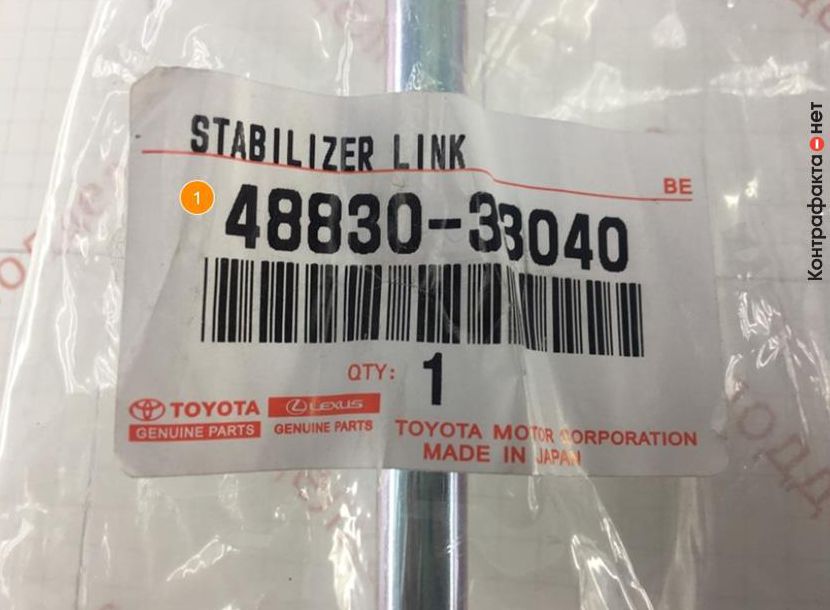 STABILIZER LINK
BE
1
48830-33040
QTY: 1
TOYOTA
GENUINE PARTS
LEXUS
GENUINE PARTS
TOYOTA MOTOR CORPORATION
MADE IN JAPAN
Контрафакта нет